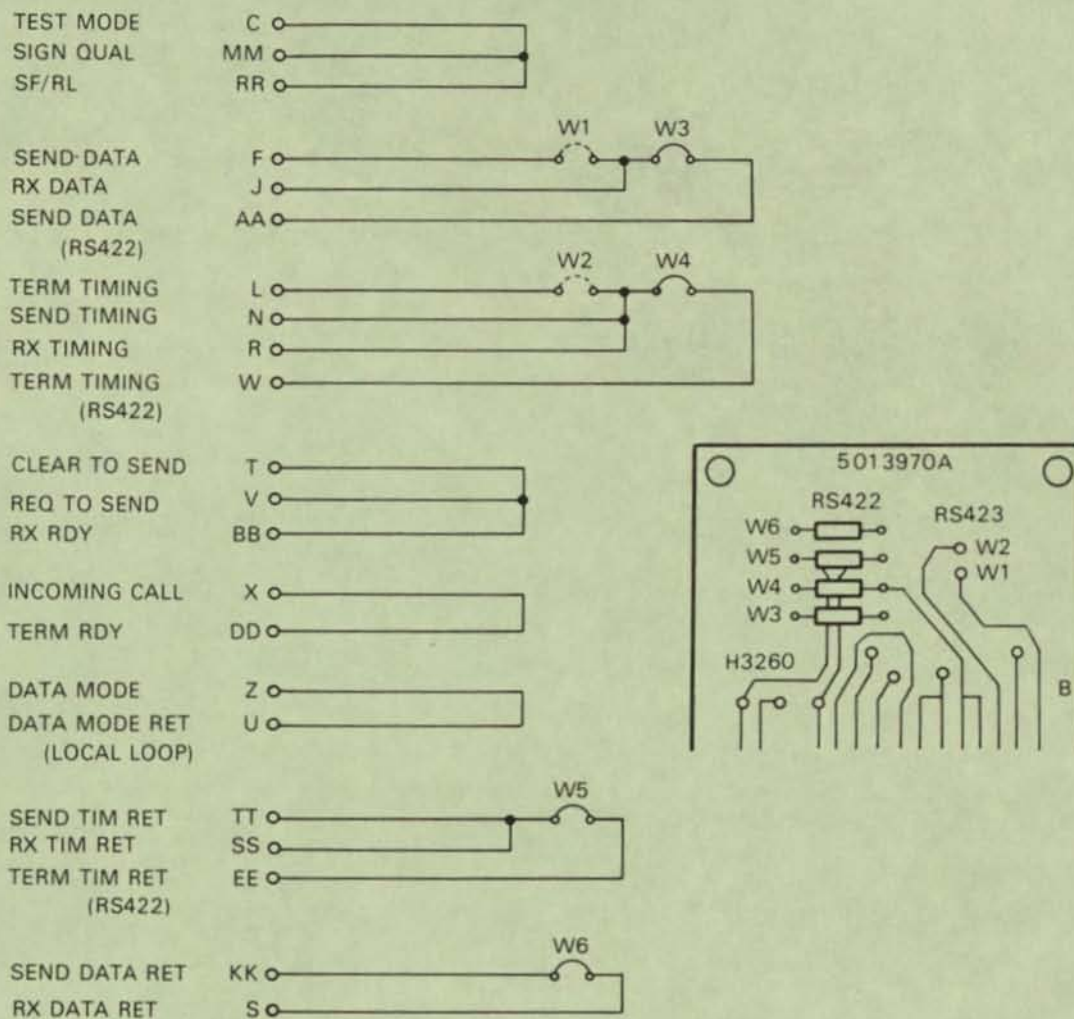 TEST MODE C
SIGN QUAL MM
SF/RL RR
W1 W3
SEND DATA F
RX DATA J
SEND DATA AA
(RS422)
W2 W4
TERM TIMING L
SEND TIMING N
RX TIMING R
TERM TIMING W
(RS422)
CLEAR TO SEND T
REQ TO SEND V
RX RDY BB
INCOMING CALL X
TERM RDY DD
DATA MODE Z
DATA MODE RET U
(LOCAL LOOP)
W5
SEND TIM RET TT
RX TIM RET SS
TERM TIM RET EE
(RS422)
W6
SEND DATA RET KK
RX DATA RET S
5013970A
RS422
RS423
W6
W5
W4
W3
W2
W1
H3260
B